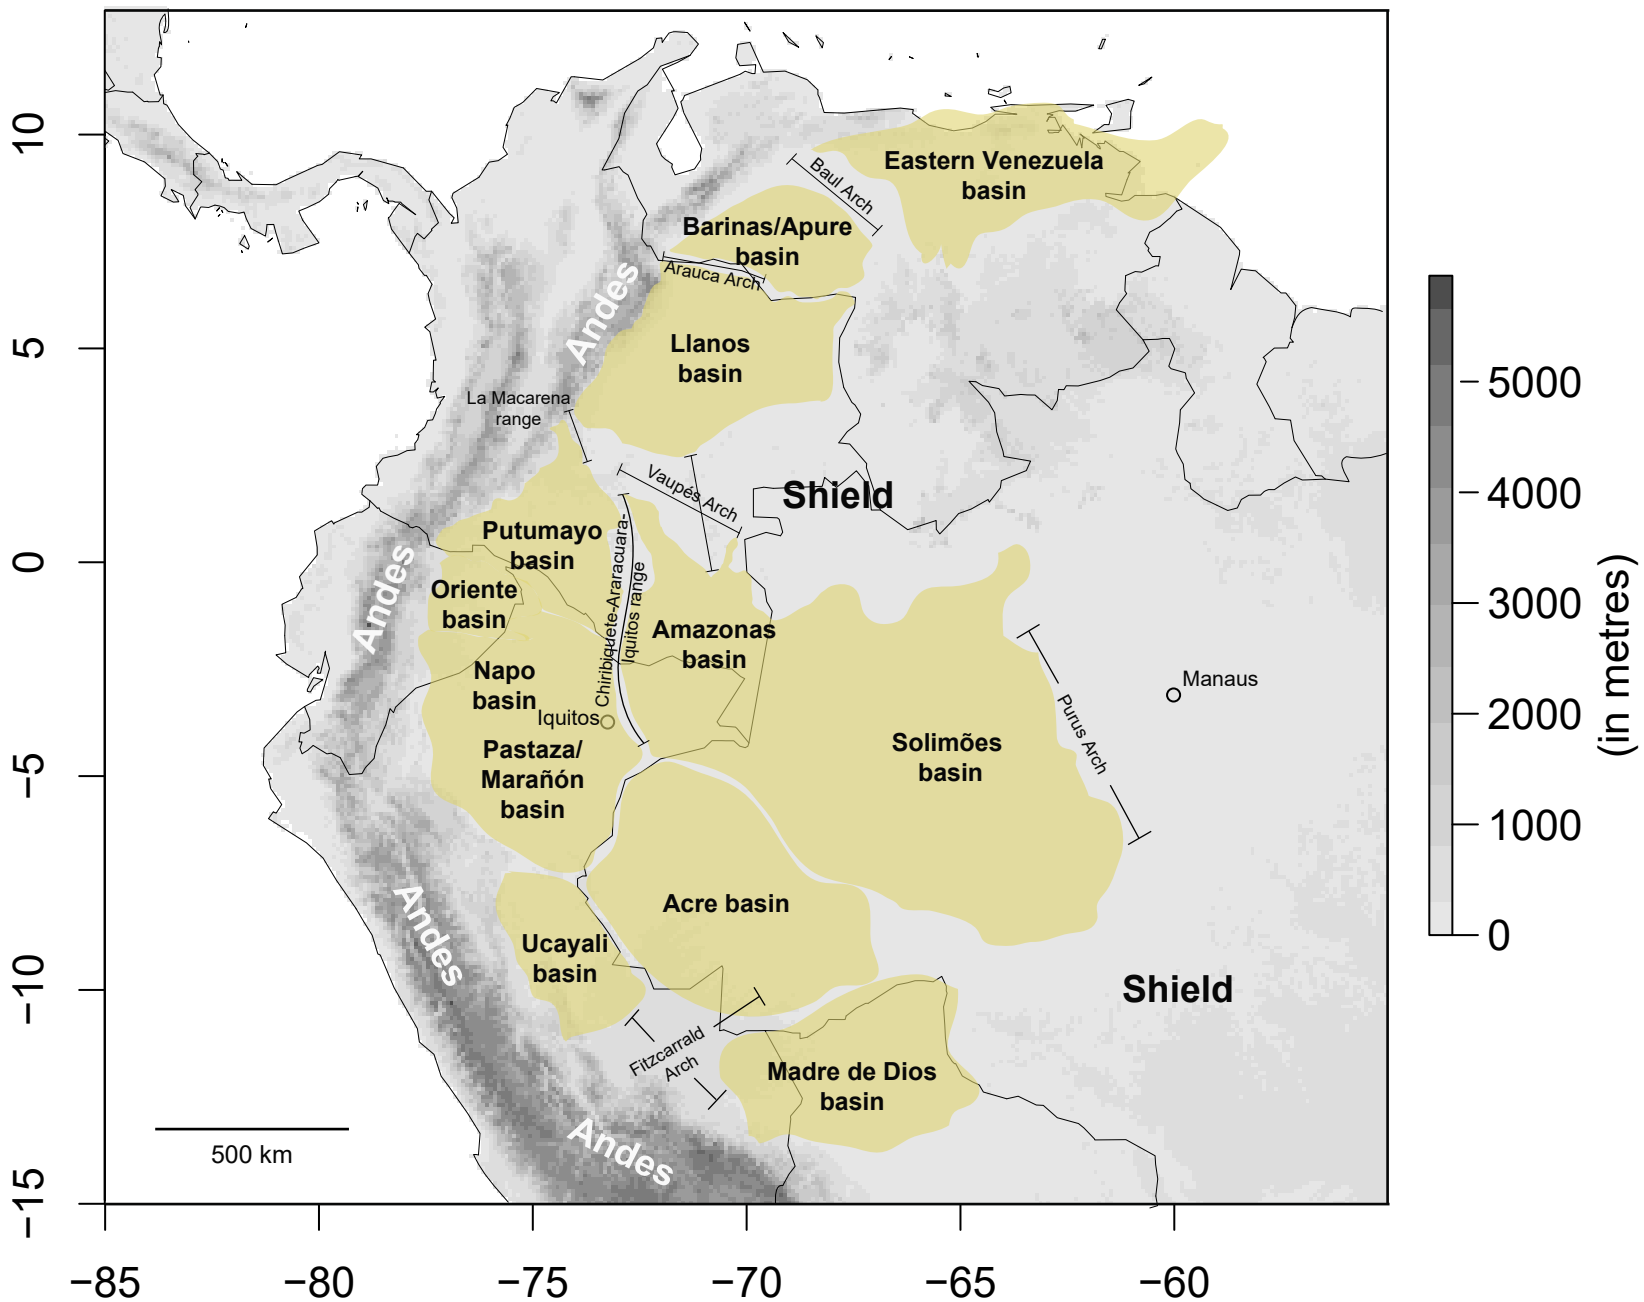 10
5
0
−5
−10
−15
−85
−80
−75
−70
−65
−60
Eastern Venezuela
basin
Baul Arch
Barinas/Apure
basin
Arauca Arch
Andes
Llanos
basin
La Macarena
range
Vaupés Arch
Shield
Putumayo
basin
Oriente
basin
Andes
Chiribiquete-Araracuara-
Iquitos range
Amazonas
basin
Napo
basin
Iquitos
Manaus
Purus Arch
Solimões
basin
Pastaza/
Marañón
basin
Acre basin
Andes
Ucayali
basin
Shield
Fitzcarrald
Arch
Madre de Dios
basin
Andes
500 km
5000
4000
3000
2000
1000
0
(in metres)